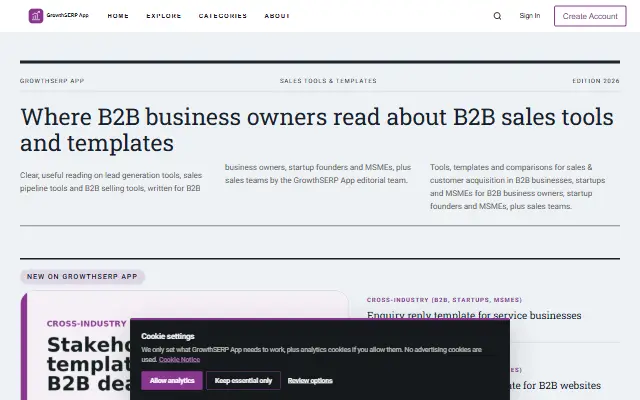 GrowthSERP App
HOME EXPLORE CATEGORIES ABOUT
Sign In
Create Account
GROWTHSERP APP
SALES TOOLS & TEMPLATES
EDITION 2026
Where B2B business owners read about B2B sales tools
and templates
Clear, useful reading on lead generation tools, sales
pipeline tools and B2B selling tools, written for B2B
business owners, startup founders and MSMEs, plus
sales teams by the GrowthSERP App editorial team.
Tools, templates and comparisons for sales &
customer acquisition in B2B businesses, startups
and MSMEs for B2B business owners, startup
founders and MSMEs, plus sales teams.
NEW ON GROWTHSERP APP
CROSS-INDUSTRY
templat
B2B dea
CROSS-INDUSTRY (B2B, STARTUPS, MSMES)
Enquiry reply template for service businesses
ES)
te for B2B websites
Cookie settings
We only set what GrowthSERP App needs to work, plus analytics cookies if you allow them. No advertising cookies are
used. Cookie Notice
Allow analytics
Keep essential only
Review options